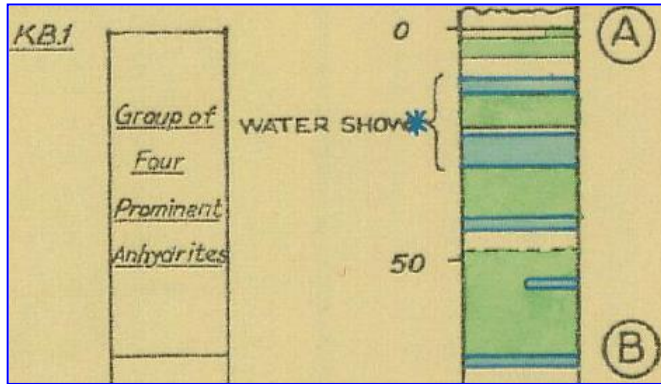 KB.1
0
A
Group of
Four
Prominent
Anhydrites
WATER SHOW
50
B